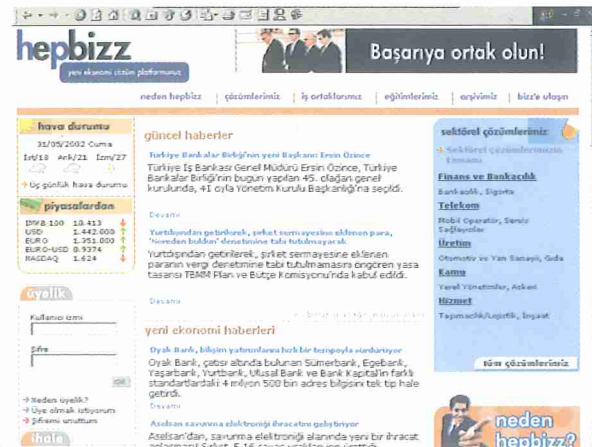 hepbizz
yeni ekonomi çözüm platformunuz
Başarıya ortak olun!
neden hepbizz | çözümlerimiz | iş ortaklarımız | eğitimlerimiz | arşivimiz | bizz'e ulaşın
hava durumu
31/05/2002 Cuma
İst/18 Ank/21 İzm/27
Üç günlük hava durumu
piyasalardan
IMKB-100 10.413
USD 1.442.000
EURO 1.351.000
EURO-USD 0.9374
NASDAQ 1.624
üyelik
Kullanıcı ismi
Şifre
Neden üyelik?
Üye olmak istiyorum
Şifremi unuttum
ihale
güncel haberler
Türkiye Bankalar Birliği'nin yeni Başkanı: Ersin Özince
Türkiye İş Bankası Genel Müdürü Ersin Özince, Türkiye
Bankalar Birliği'nin bugün yapılan 45. olağan genel
kurulunda, 41 oyla Yönetim Kurulu Başkanlığı'na seçildi.
Devamı
Yurtdışından getirilerek, şirket sermayesine eklenen para,
'Nereden buldun' denetimine tabi tutulmayacak
Yurtdışından getirilerek, şirket sermayesine eklenen
paranın vergi denetimine tabi tutulmamasını öngören yasa
tasarısı TBMM Plan ve Bütçe Komisyonu'nda kabul edildi.
Devamı
yeni ekonomi haberleri
Oyak Bank, bilişim yatırımlarını hızlı bir tempoyla sürdürüyor
Oyak Bank, çatısı altında bulunan Sümerbank, Egebank,
Yaşarbank, Yurtbank, Ulusal Bank ve Bank Kapital'in farklı
standartlardaki 4 milyon 500 bin adres bilgisini tek tip hale
getirdi.
Devamı
Aselsan savunma elektroniği ihracatını geliştiriyor
Aselsan'dan, savunma elektroniği alanında yeni bir ihracat
sektörel çözümlerimiz
Sektörel çözümlerimizin
Finans ve Bankacılık
Bankacılık, Sigorta
Telekom
Mobil Operatör, Servis
Sağlayıcılar
Üretim
Otomotiv ve Yan Sanayii, Gıda
Kamu
Yerel Yönetimler, Askeri
Hizmet
Taşımacılık/Lojistik, İnşaat
tüm çözümlerimiz
neden
hepbizz?